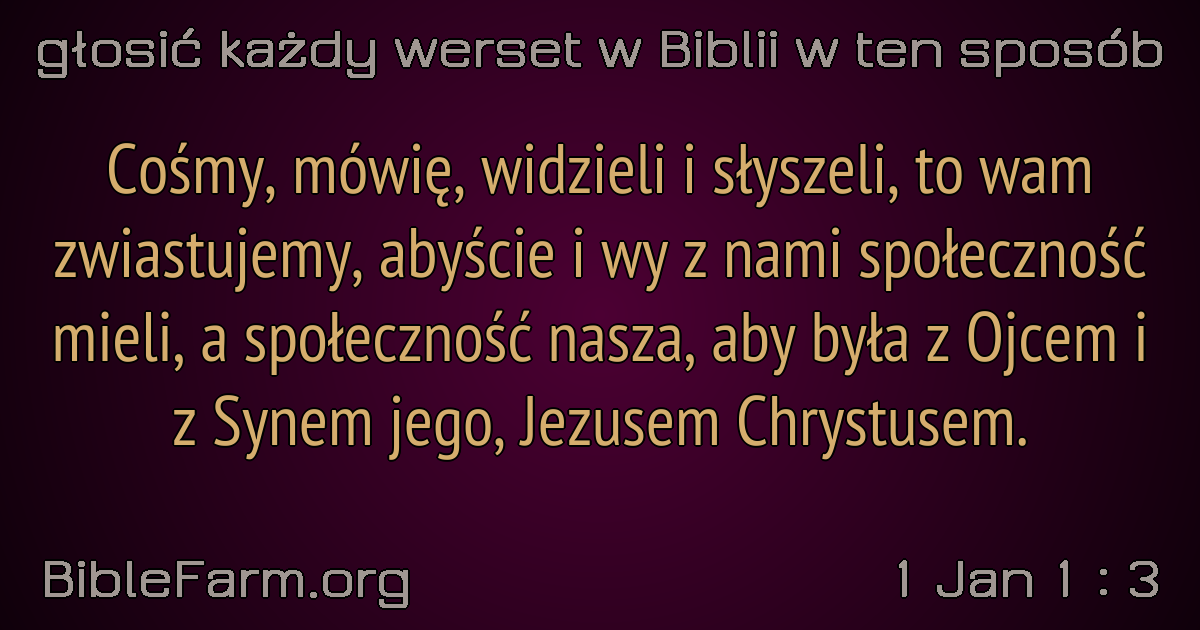 głosić każdy werset w Biblii w ten sposób
Cośmy, mówię, widzieli i słyszeli, to wam
zwiastujemy, abyście i wy z nami społeczność
mieli, a społeczność nasza, aby była z Ojcem i
z Synem jego, Jezusem Chrystusem.
BibleFarm.org
1 Jan 1 : 3